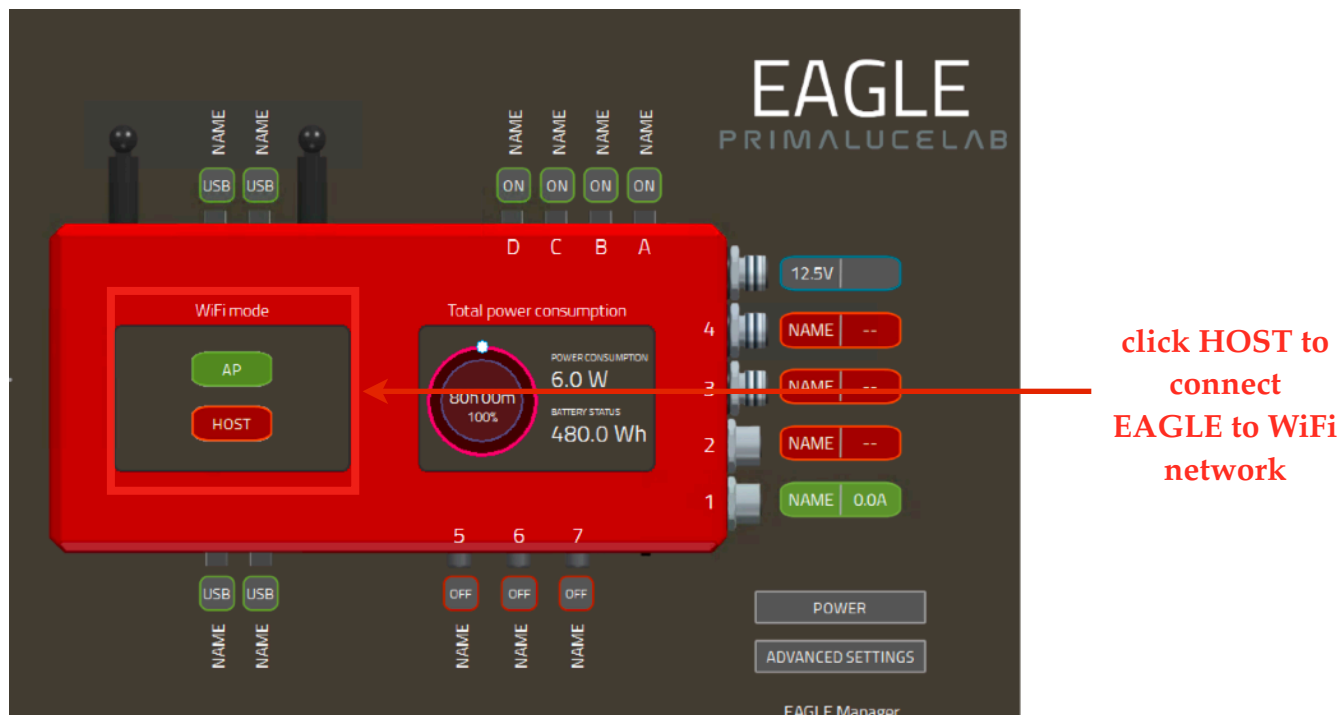 EAGLE
PRIMALUCELAB
NAME NAME
NAME NAME NAME NAME
USB USB
ON ON ON ON
D C B A
12.5V
WiFi mode
Total power consumption
4 NAME --
AP
HOST
80h00m
100%
POWER CONSUMPTION
6.0 W
BATTERY STATUS
480.0 Wh
3 NAME --
2 NAME --
1 NAME 0.0A
5 6 7
USB USB
OFF OFF OFF
NAME NAME
NAME NAME NAME
POWER
ADVANCED SETTINGS
EAGLE Manager
click HOST to
connect
EAGLE to WiFi
network